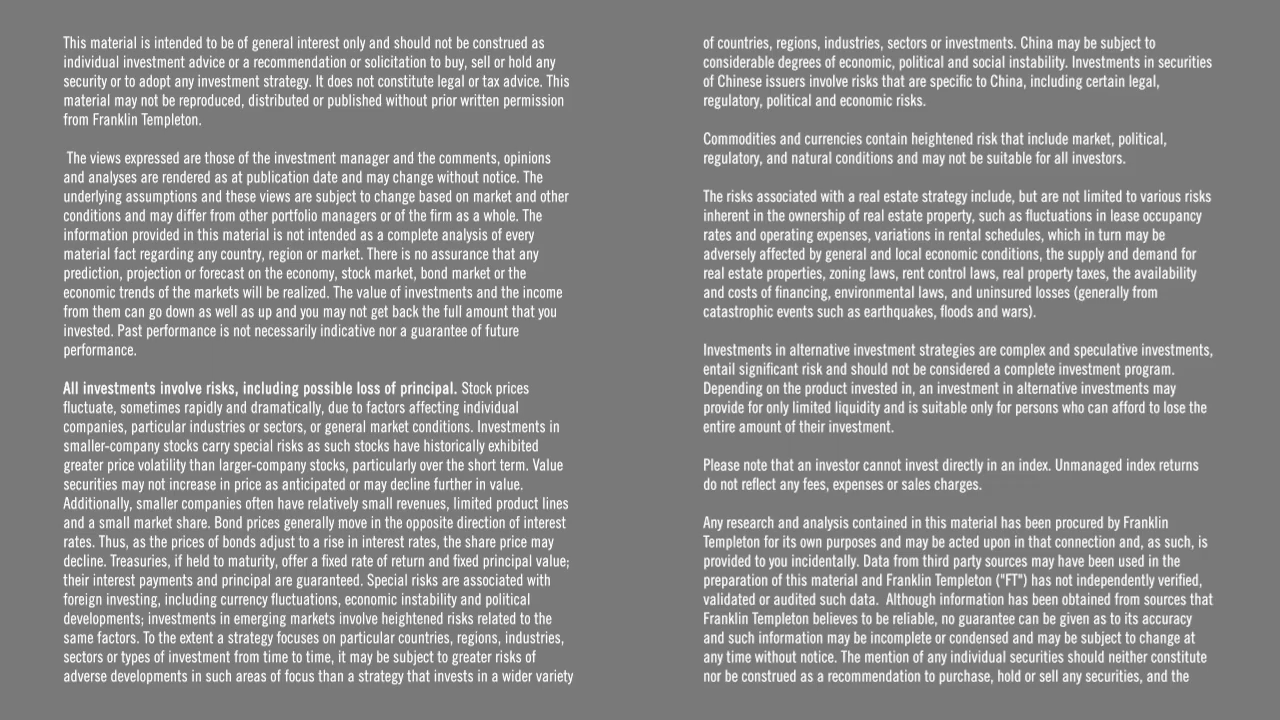 This material is intended to be of general interest only and should not be construed as
individual investment advice or a recommendation or solicitation to buy, sell or hold any
security or to adopt any investment strategy. It does not constitute legal or tax advice. This
material may not be reproduced, distributed or published without prior written permission
from Franklin Templeton.
The views expressed are those of the investment manager and the comments, opinions
and analyses are rendered as at publication date and may change without notice. The
underlying assumptions and these views are subject to change based on market and other
conditions and may differ from other portfolio managers or of the firm as a whole. The
information provided in this material is not intended as a complete analysis of every
material fact regarding any country, region or market. There is no assurance that any
prediction, projection or forecast on the economy, stock market, bond market or the
economic trends of the markets will be realized. The value of investments and the income
from them can go down as well as up and you may not get back the full amount that you
invested. Past performance is not necessarily indicative nor a guarantee of future
performance.
All investments involve risks, including possible loss of principal. Stock prices
fluctuate, sometimes rapidly and dramatically, due to factors affecting individual
companies, particular industries or sectors, or general market conditions. Investments in
smaller-company stocks carry special risks as such stocks have historically exhibited
greater price volatility than larger-company stocks, particularly over the short term. Value
securities may not increase in price as anticipated or may decline further in value.
Additionally, smaller companies often have relatively small revenues, limited product lines
and a small market share. Bond prices generally move in the opposite direction of interest
rates. Thus, as the prices of bonds adjust to a rise in interest rates, the share price may
decline. Treasuries, if held to maturity, offer a fixed rate of return and fixed principal value;
their interest payments and principal are guaranteed. Special risks are associated with
foreign investing, including currency fluctuations, economic instability and political
developments; investments in emerging markets involve heightened risks related to the
same factors. To the extent a strategy focuses on particular countries, regions, industries,
sectors or types of investment from time to time, it may be subject to greater risks of
adverse developments in such areas of focus than a strategy that invests in a wider variety
of countries, regions, industries, sectors or investments. China may be subject to
considerable degrees of economic, political and social instability. Investments in securities
of Chinese issuers involve risks that are specific to China, including certain legal,
regulatory, political and economic risks.
Commodities and currencies contain heightened risk that include market, political,
regulatory, and natural conditions and may not be suitable for all investors.
The risks associated with a real estate strategy include, but are not limited to various risks
inherent in the ownership of real estate property, such as fluctuations in lease occupancy
rates and operating expenses, variations in rental schedules, which in turn may be
adversely affected by general and local economic conditions, the supply and demand for
real estate properties, zoning laws, rent control laws, real property taxes, the availability
and costs of financing, environmental laws, and uninsured losses (generally from
catastrophic events such as earthquakes, floods and wars).
Investments in alternative investment strategies are complex and speculative investments,
entail significant risk and should not be considered a complete investment program.
Depending on the product invested in, an investment in alternative investments may
provide for only limited liquidity and is suitable only for persons who can afford to lose the
entire amount of their investment.
Please note that an investor cannot invest directly in an index. Unmanaged index returns
do not reflect any fees, expenses or sales charges.
Any research and analysis contained in this material has been procured by Franklin
Templeton for its own purposes and may be acted upon in that connection and, as such, is
provided to you incidentally. Data from third party sources may have been used in the
preparation of this material and Franklin Templeton ("FT") has not independently verified,
validated or audited such data.  Although information has been obtained from sources that
Franklin Templeton believes to be reliable, no guarantee can be given as to its accuracy
and such information may be incomplete or condensed and may be subject to change at
any time without notice. The mention of any individual securities should neither constitute
nor be construed as a recommendation to purchase, hold or sell any securities, and the